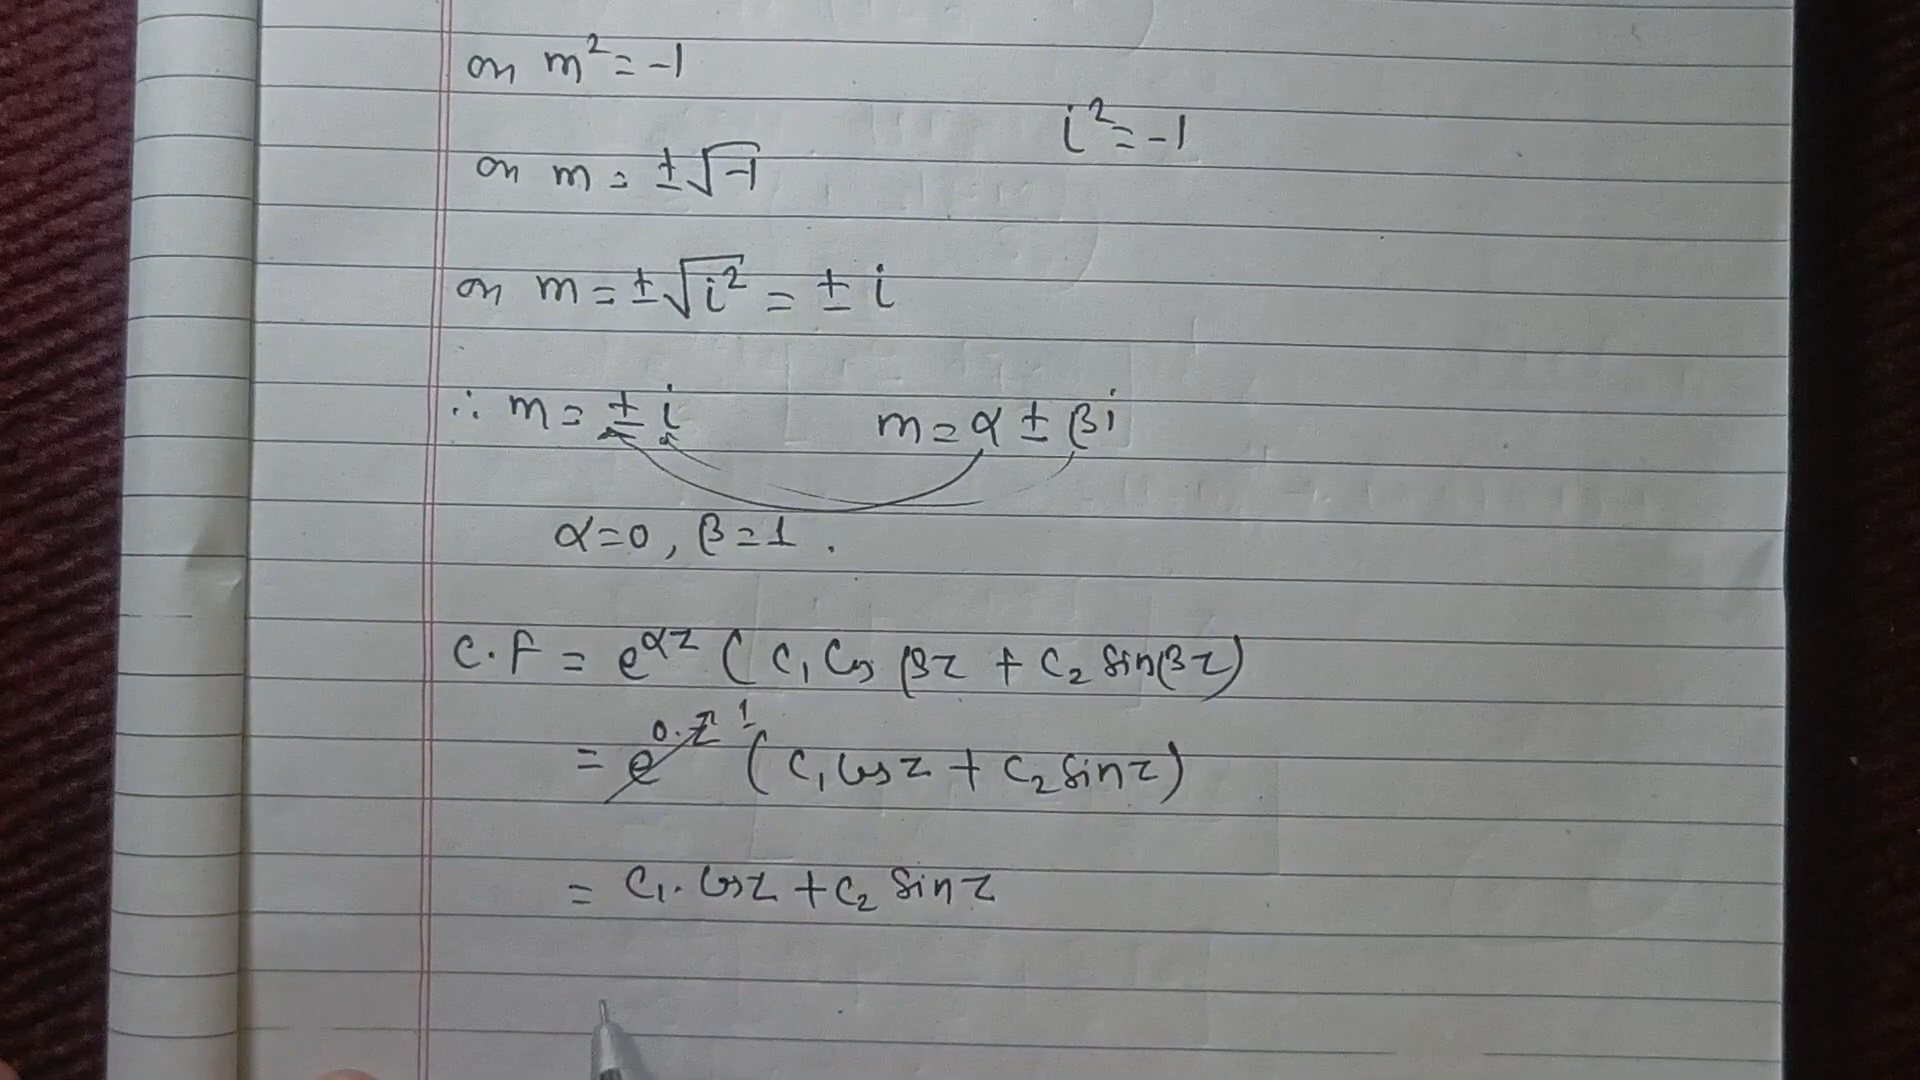 or m² = -1
i² = -1
or m = ±√-1
or m = ±√i² = ± i
∴ m = ± i m = α ± βi
α=0, β=1.
C.F = e^αz (C₁ Cos βz + C₂ Sin βz)
= e^0.z 1 (C₁ Cos z + C₂ Sin z)
= C₁. Cos z + C₂ Sin z